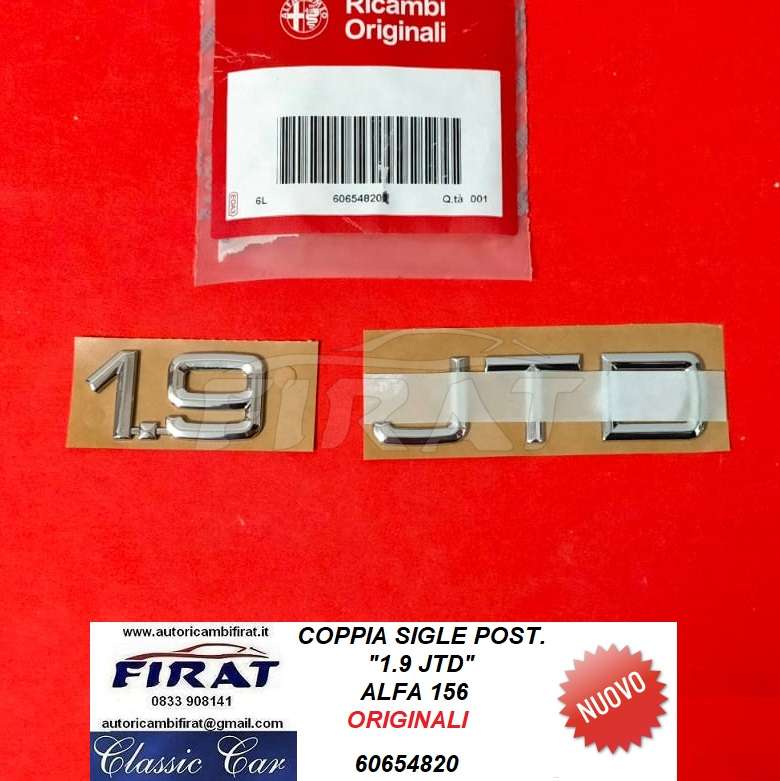 Ricambi
Originali
6L
60654820
Q.tà 001
1.9
JTD
FIRAT
www.autoricambifirat.it
FIRAT
0833 908141
autoricambifirat@gmail.com
Classic Car
COPPIA SIGLE POST.
"1.9 JTD"
ALFA 156
ORIGINALI
60654820
NUOVO